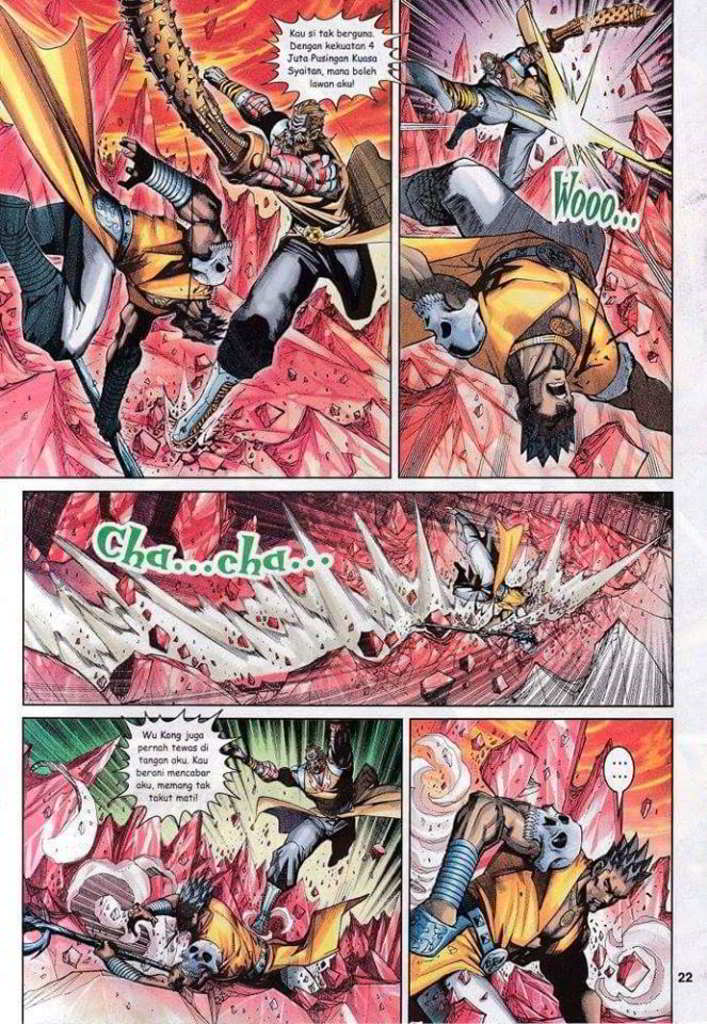 Kau si tak berguna.
Dengan kekuatan 4
Juta Pusingan Kuasa
Syaitan, mana boleh
lawan aku!
Wooo...
Cha...cha...
Wu Kong juga
pernah tewas di
tangan aku. Kau
berani mencabar
aku, memang tak
takut mati!
...
...
22